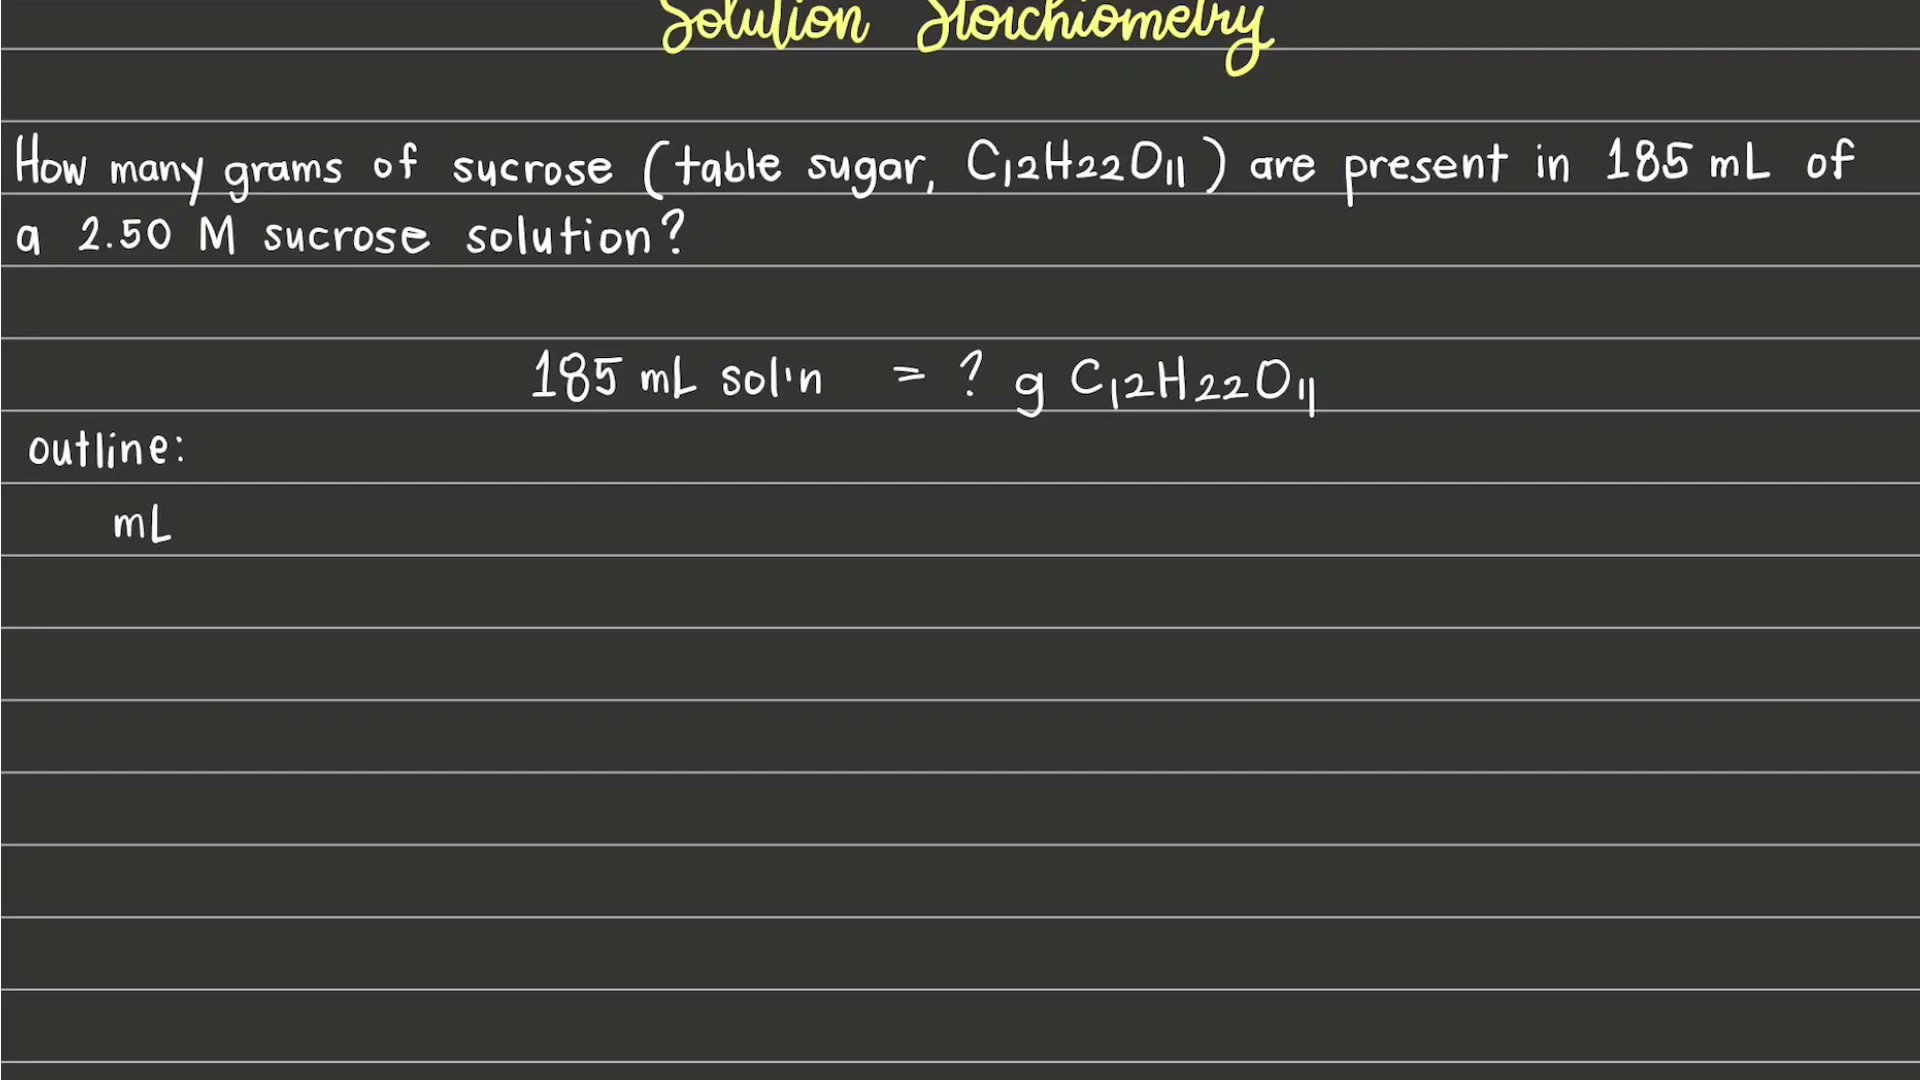 Solution Stoichiometry
How many grams of sucrose (table sugar, C₁₂H₂₂O₁₁) are present in 185 mL of
a 2.50 M sucrose solution?
185 mL sol'n = ? g C₁₂H₂₂O₁₁
outline:
mL